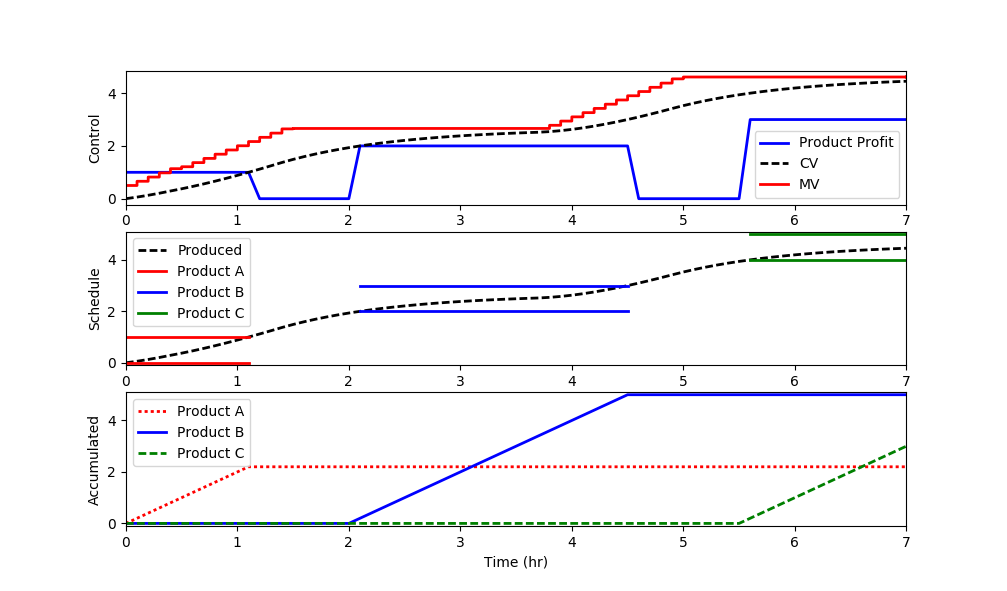 Control
4
2
0
Product Profit
CV
MV
0 1 2 3 4 5 6 7
Schedule
4
2
0
Produced
Product A
Product B
Product C
0 1 2 3 4 5 6 7
Accumulated
4
2
0
Product A
Product B
Product C
0 1 2 3 4 5 6 7
Time (hr)